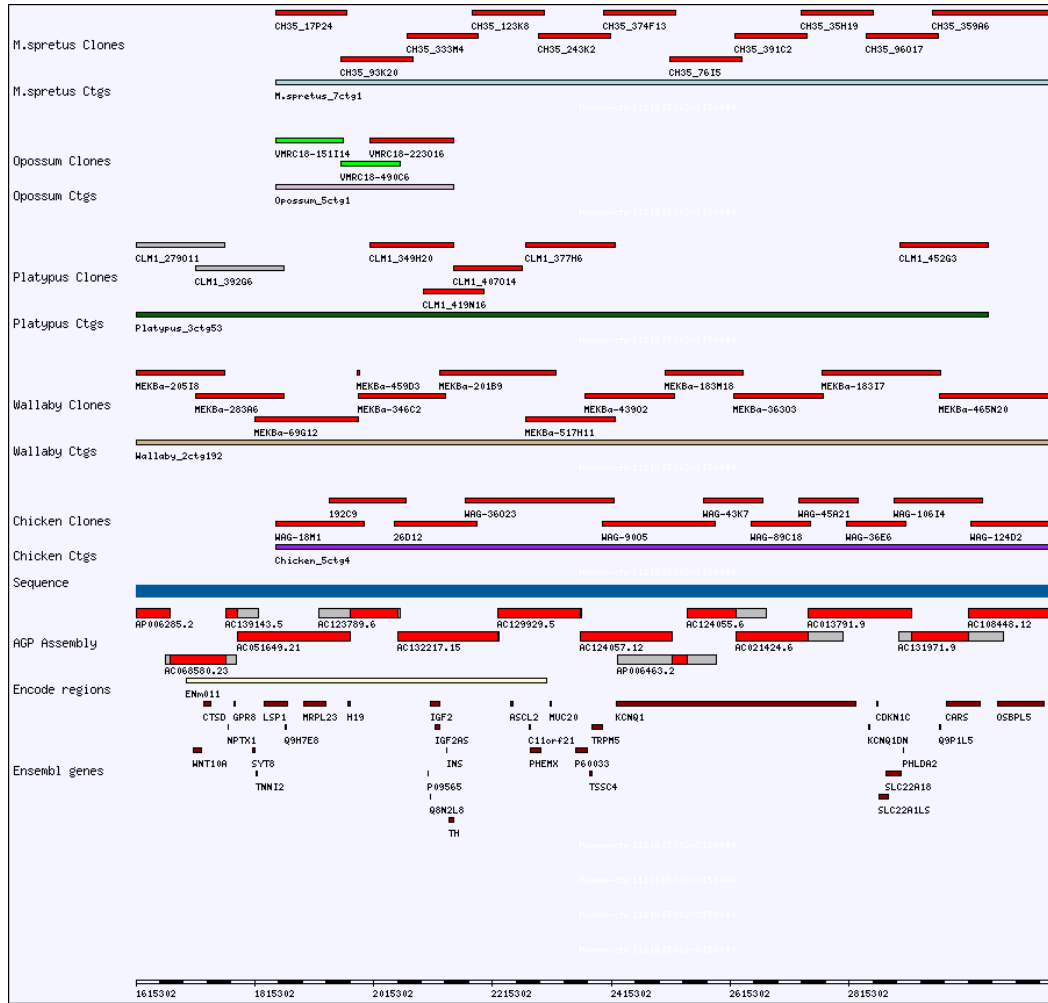 CH35_17P24 CH35_123K8 CH35_374F13 CH35_35H19 CH35_359A6
M.spretus Clones
CH35_333M4 CH35_243K2 CH35_391C2 CH35_96O17
CH35_93K20 CH35_76I5
M.spretus Ctgs
M.spretus_7ctg1
VMRC18-151I14 VMRC18-223O16
Opossum Clones
VMRC18-490C6
Opossum Ctgs
Opossum_5ctg1
CLM1_279O11 CLM1_349H20 CLM1_377H6 CLM1_452G3
Platypus Clones
CLM1_392G6 CLM1_407O14
CLM1_419N16
Platypus Ctgs
Platypus_3ctg53
MEKBa-205I8 MEKBa-459D3 MEKBa-201B9 MEKBa-183M18 MEKBa-183I7
Wallaby Clones
MEKBa-283A6 MEKBa-346C2 MEKBa-439O2 MEKBa-363O3 MEKBa-465N20
MEKBa-69G12 MEKBa-517H11
Wallaby Ctgs
Wallaby_2ctg192
192C9 WAG-36O23 WAG-43K7 WAG-45A21 WAG-106I4
Chicken Clones
WAG-18M1 26D12 WAG-90O5 WAG-89C18 WAG-36E6 WAG-124D2
Chicken Ctgs
Chicken_5ctg4
Sequence
AP006285.2 AC139143.5 AC123789.6 AC129929.5 AC124055.6 AC013791.9 AC108448.12
AGP Assembly
AC051649.21 AC132217.15 AC124057.12 AC021424.6 AC131971.9
AC068580.23 AP006463.2
Encode regions
ENm011
CTSD GPR8 LSP1 MRPL23 H19 IGF2 ASCL2 MUC20 KCNQ1 CDKN1C CARS OSBPL5
NPTX1 Q9H7E8 IGF2AS C11orf21 TRPM5 KCNQ1DN Q9P1L5
Ensembl genes
WNT10A SYT8 INS PHEMX P60033 PHLDA2
TNNI2 P09565 TSSC4 SLC22A18
Q8N2L8 SLC22A1LS
TH
1615302 1815302 2015302 2215302 2415302 2615302 2815302